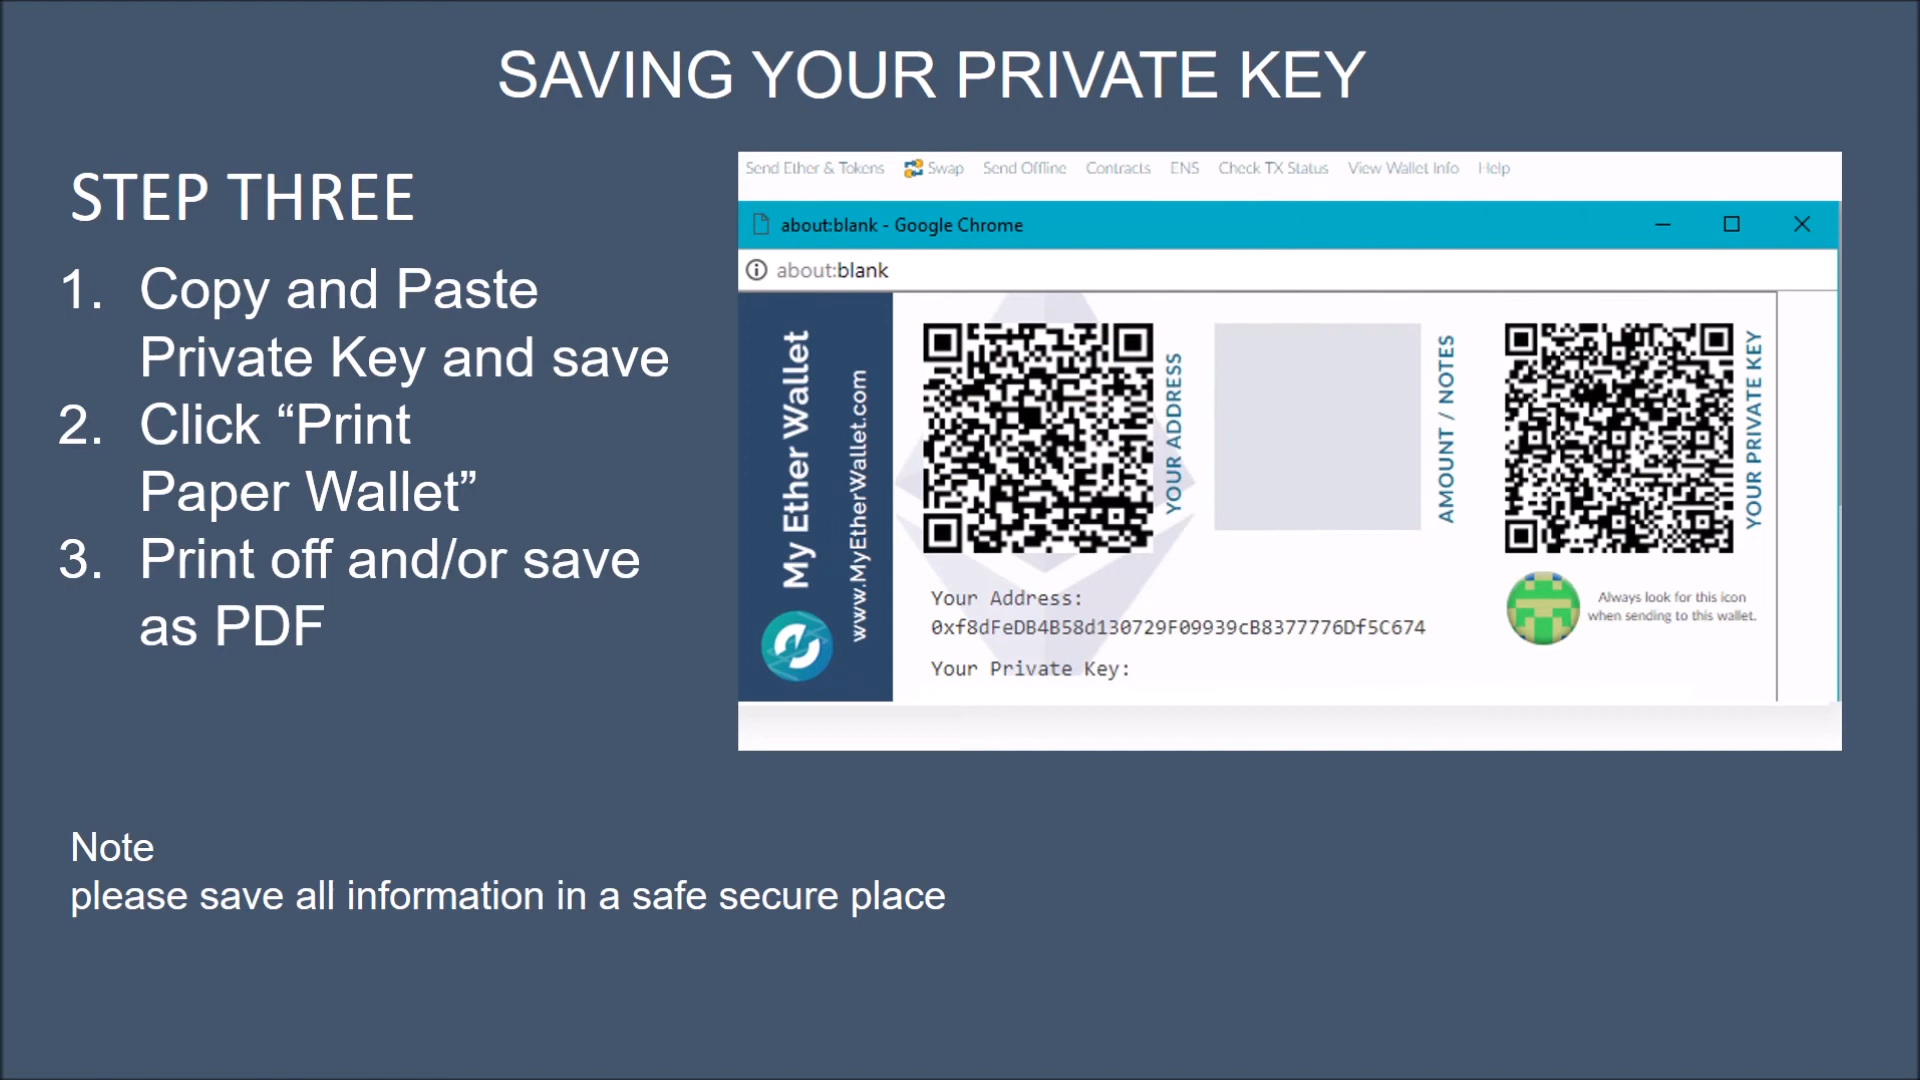 SAVING YOUR PRIVATE KEY
STEP THREE
1. Copy and Paste
Private Key and save
2. Click “Print
Paper Wallet”
3. Print off and/or save
as PDF
Send Ether & Tokens Swap Send Offline Contracts ENS Check TX Status View Wallet Info Help
about:blank - Google Chrome
about:blank
My Ether Wallet
www.MyEtherWallet.com
YOUR ADDRESS
AMOUNT / NOTES
YOUR PRIVATE KEY
Your Address:
0xf8dFeDB4B58d130729F09939cB8377776Df5C674
Always look for this icon
when sending to this wallet.
Your Private Key:
Note
please save all information in a safe secure place